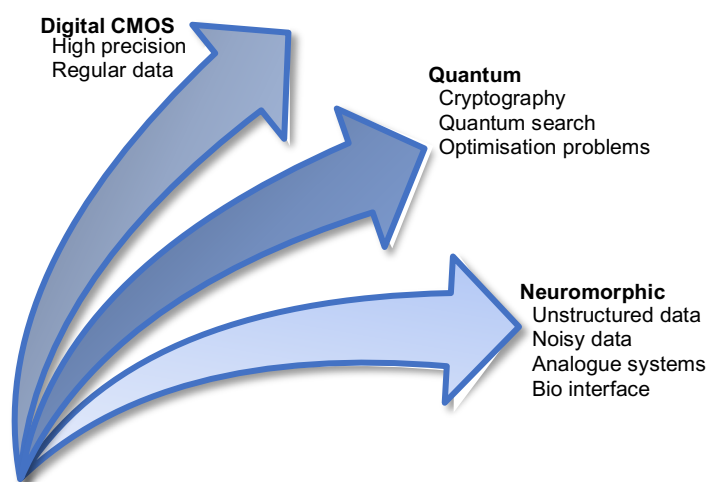 Digital CMOS
High precision
Regular data
Quantum
Cryptography
Quantum search
Optimisation problems
Neuromorphic
Unstructured data
Noisy data
Analogue systems
Bio interface